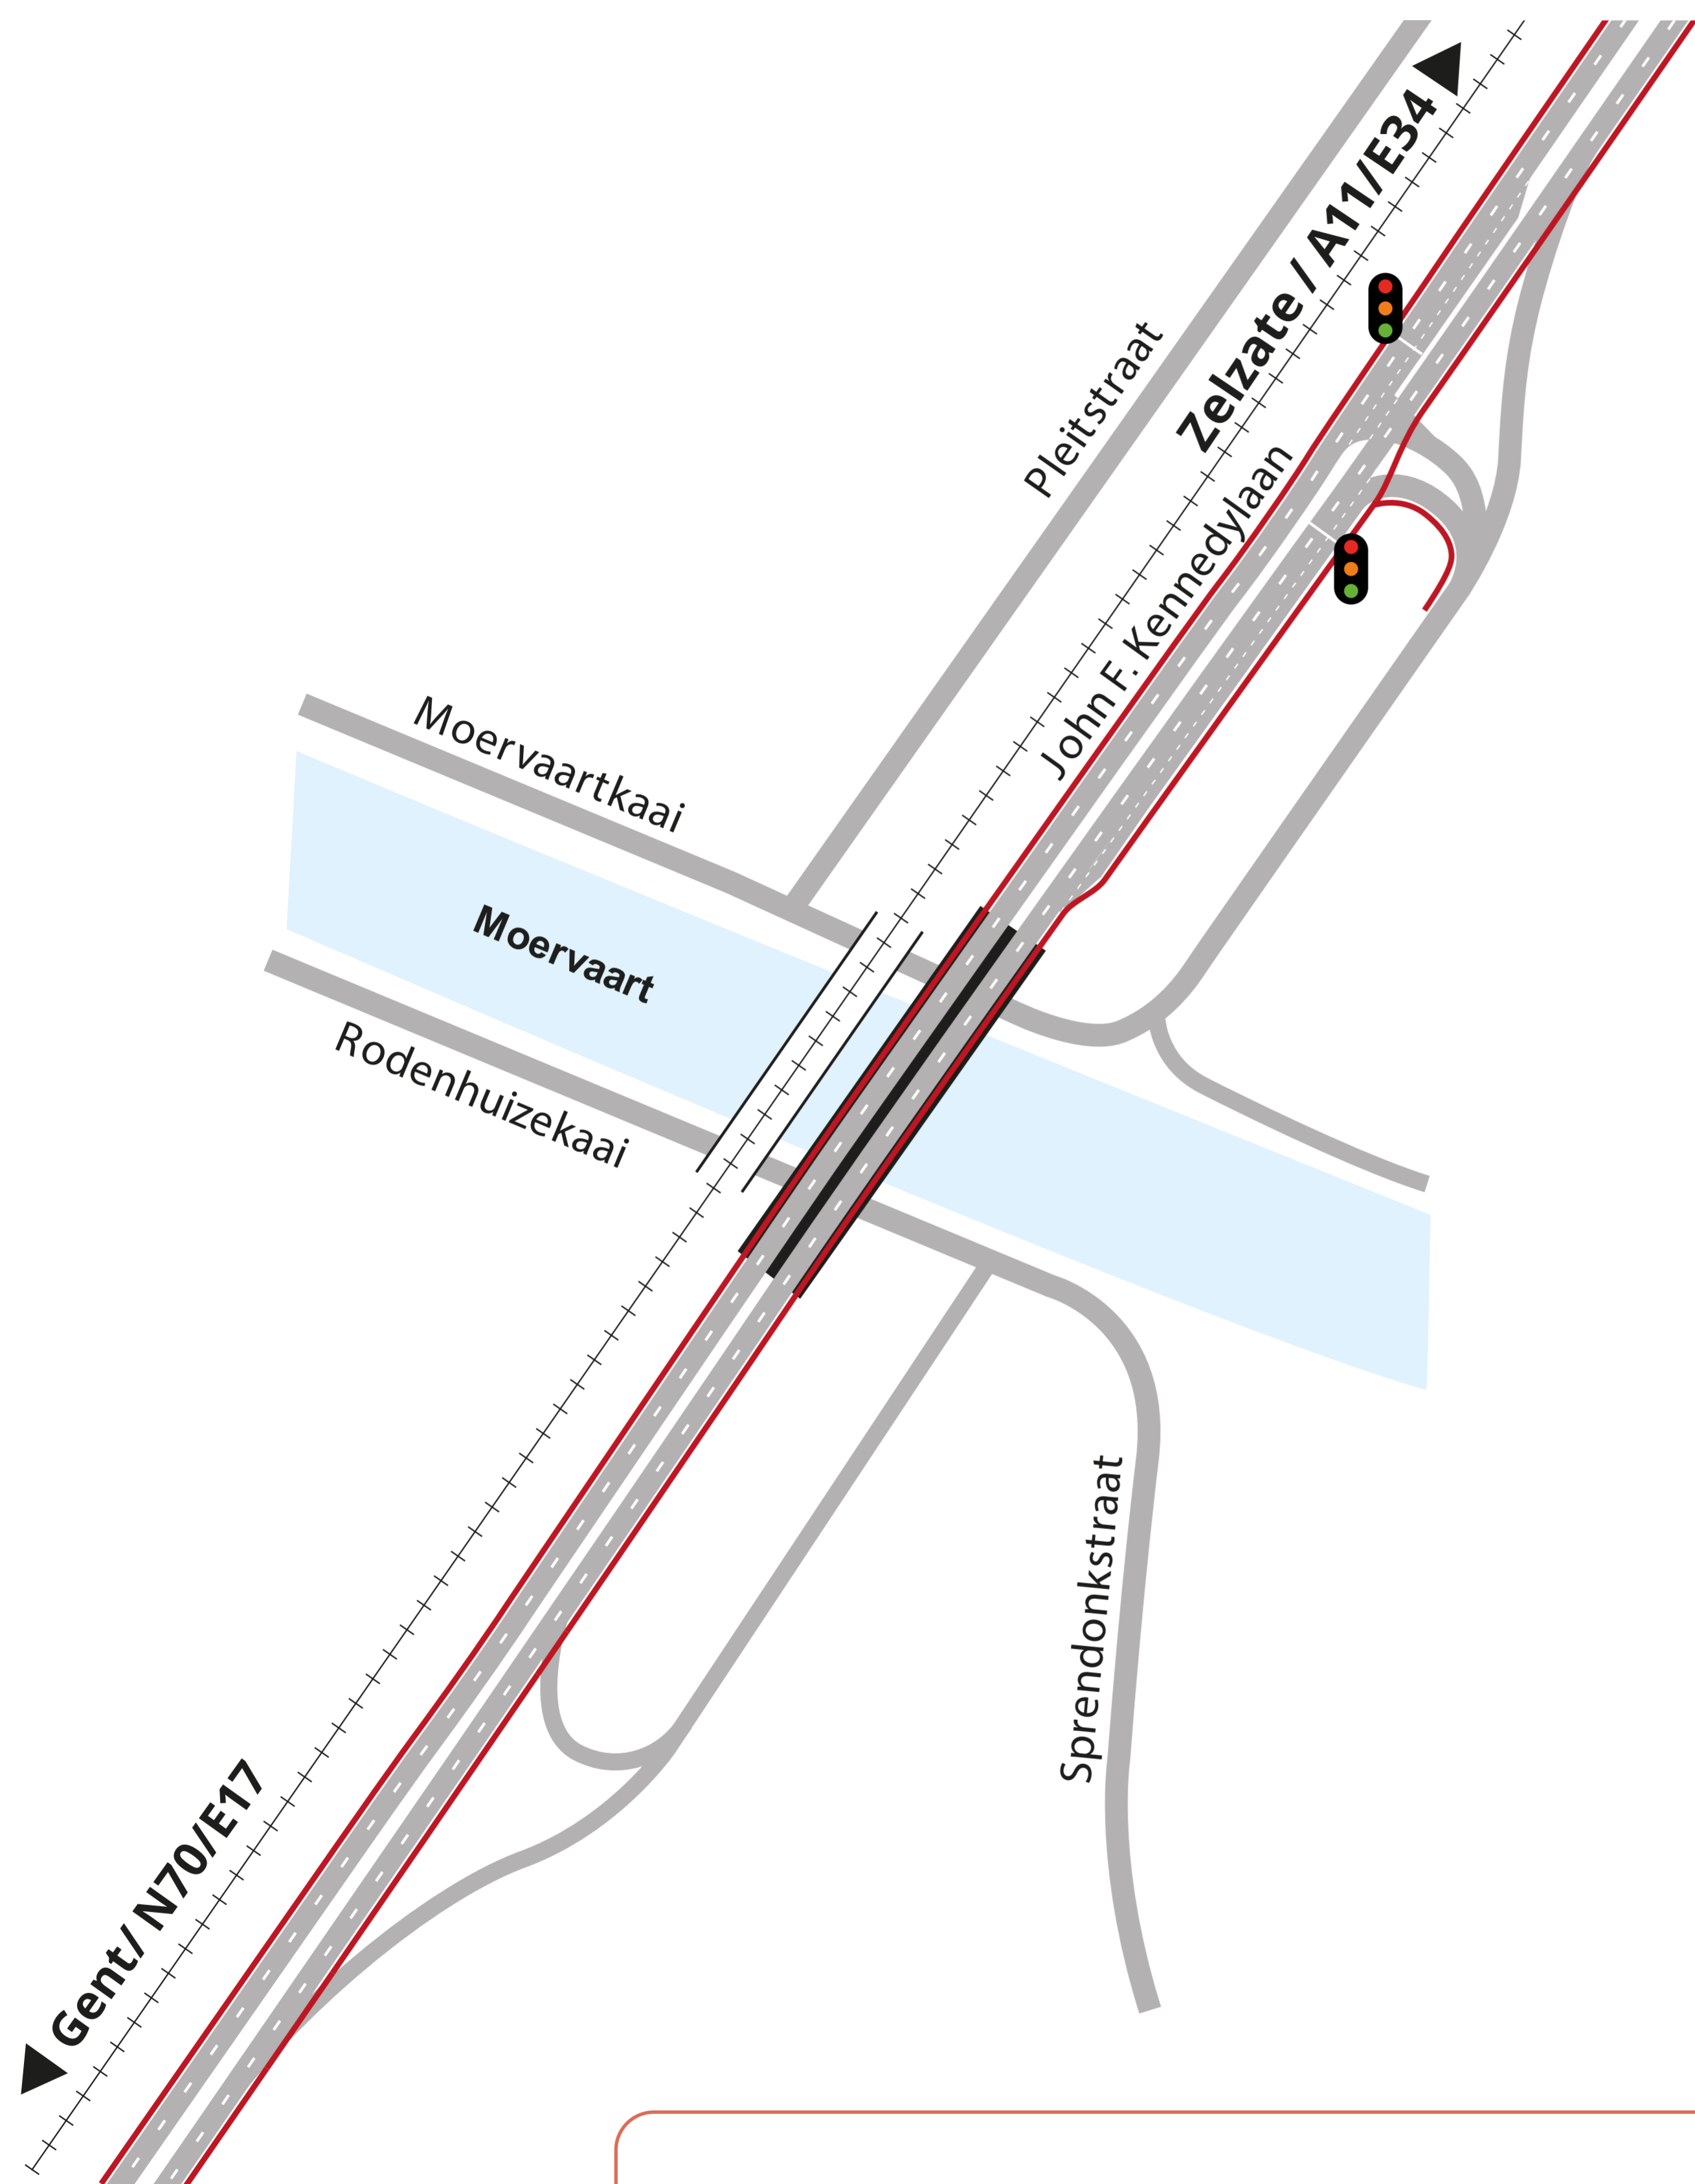 Zelzate / A11/E34
Pleitstraat
John F. Kennedylaan
Moervaartkaai
Moervaart
Rodenhuizekaai
Sprendonkstraat
Gent/ N70/E17